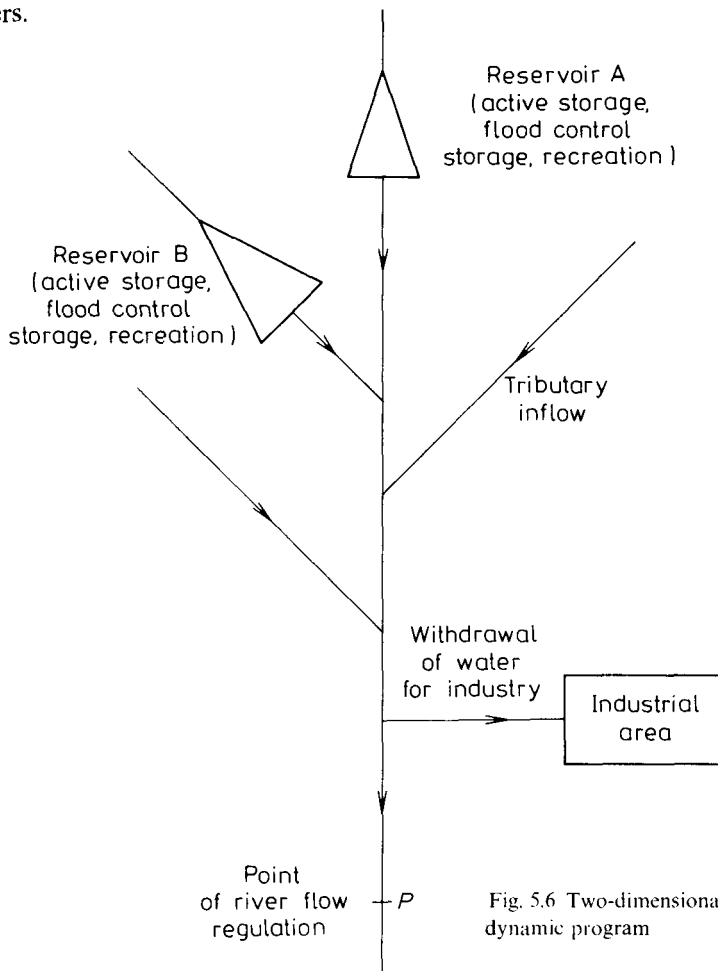 ers.
Reservoir A
(active storage,
flood control
storage, recreation)
Reservoir B
(active storage,
flood control
storage, recreation)
Tributary
inflow
Withdrawal
of water
for industry
Industrial
area
Point
of river flow
regulation
P
Fig. 5.6 Two-dimensiona
dynamic program